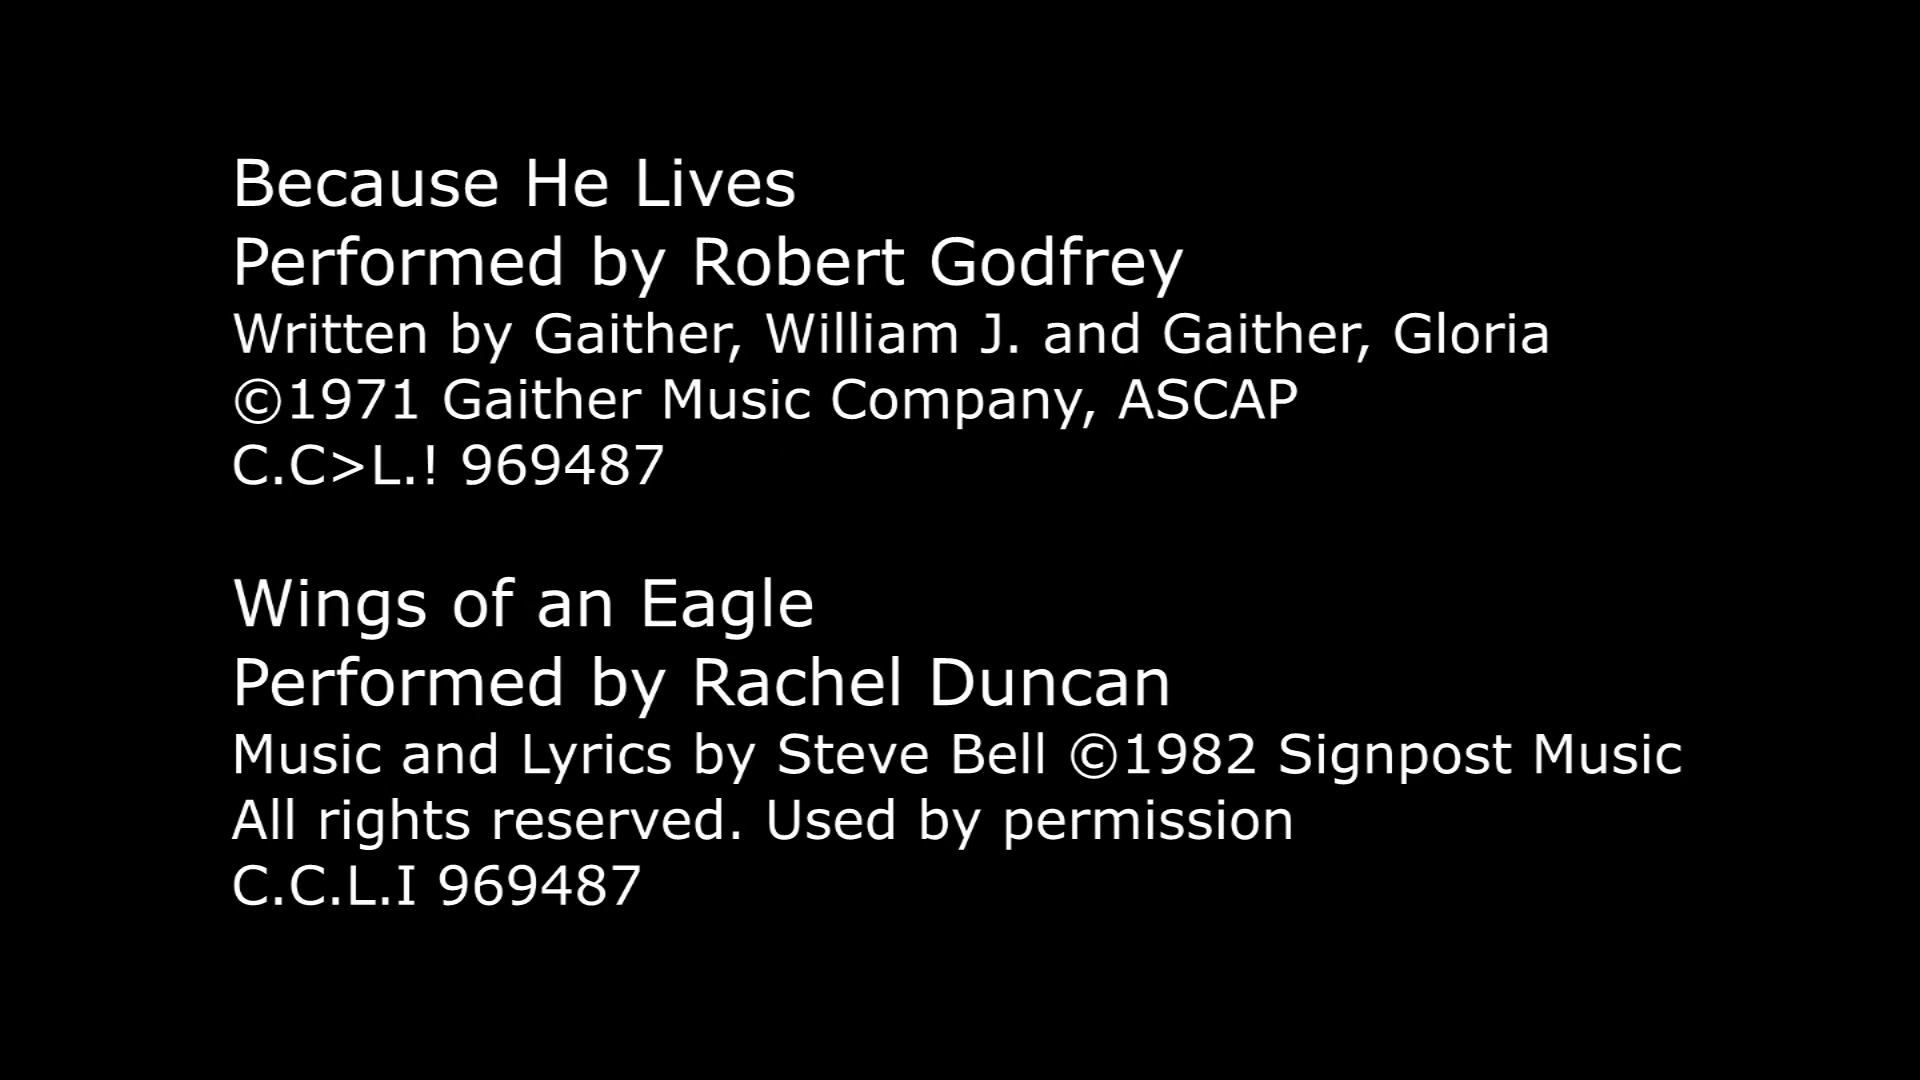 Because He Lives
Performed by Robert Godfrey
Written by Gaither, William J. and Gaither, Gloria
©1971 Gaither Music Company, ASCAP
C.C>L.! 969487
Wings of an Eagle
Performed by Rachel Duncan
Music and Lyrics by Steve Bell ©1982 Signpost Music
All rights reserved. Used by permission
C.C.L.I 969487